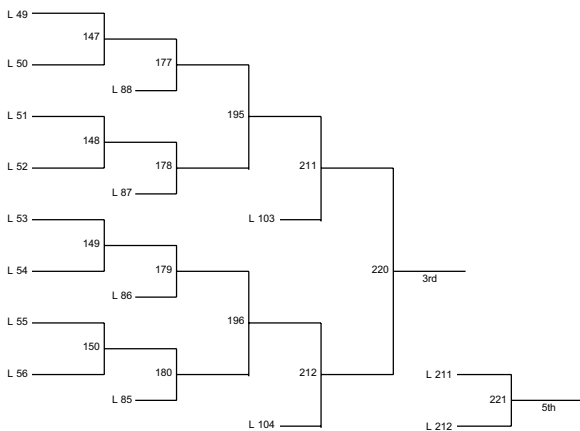 L 49
147
L 50
177
L 88
195
L 51
148
L 52
178
L 87
211
L 103
L 53
149
L 54
179
L 86
220
3rd
196
L 55
150
L 56
180
L 85
212
L 104
L 211
221
5th
L 212